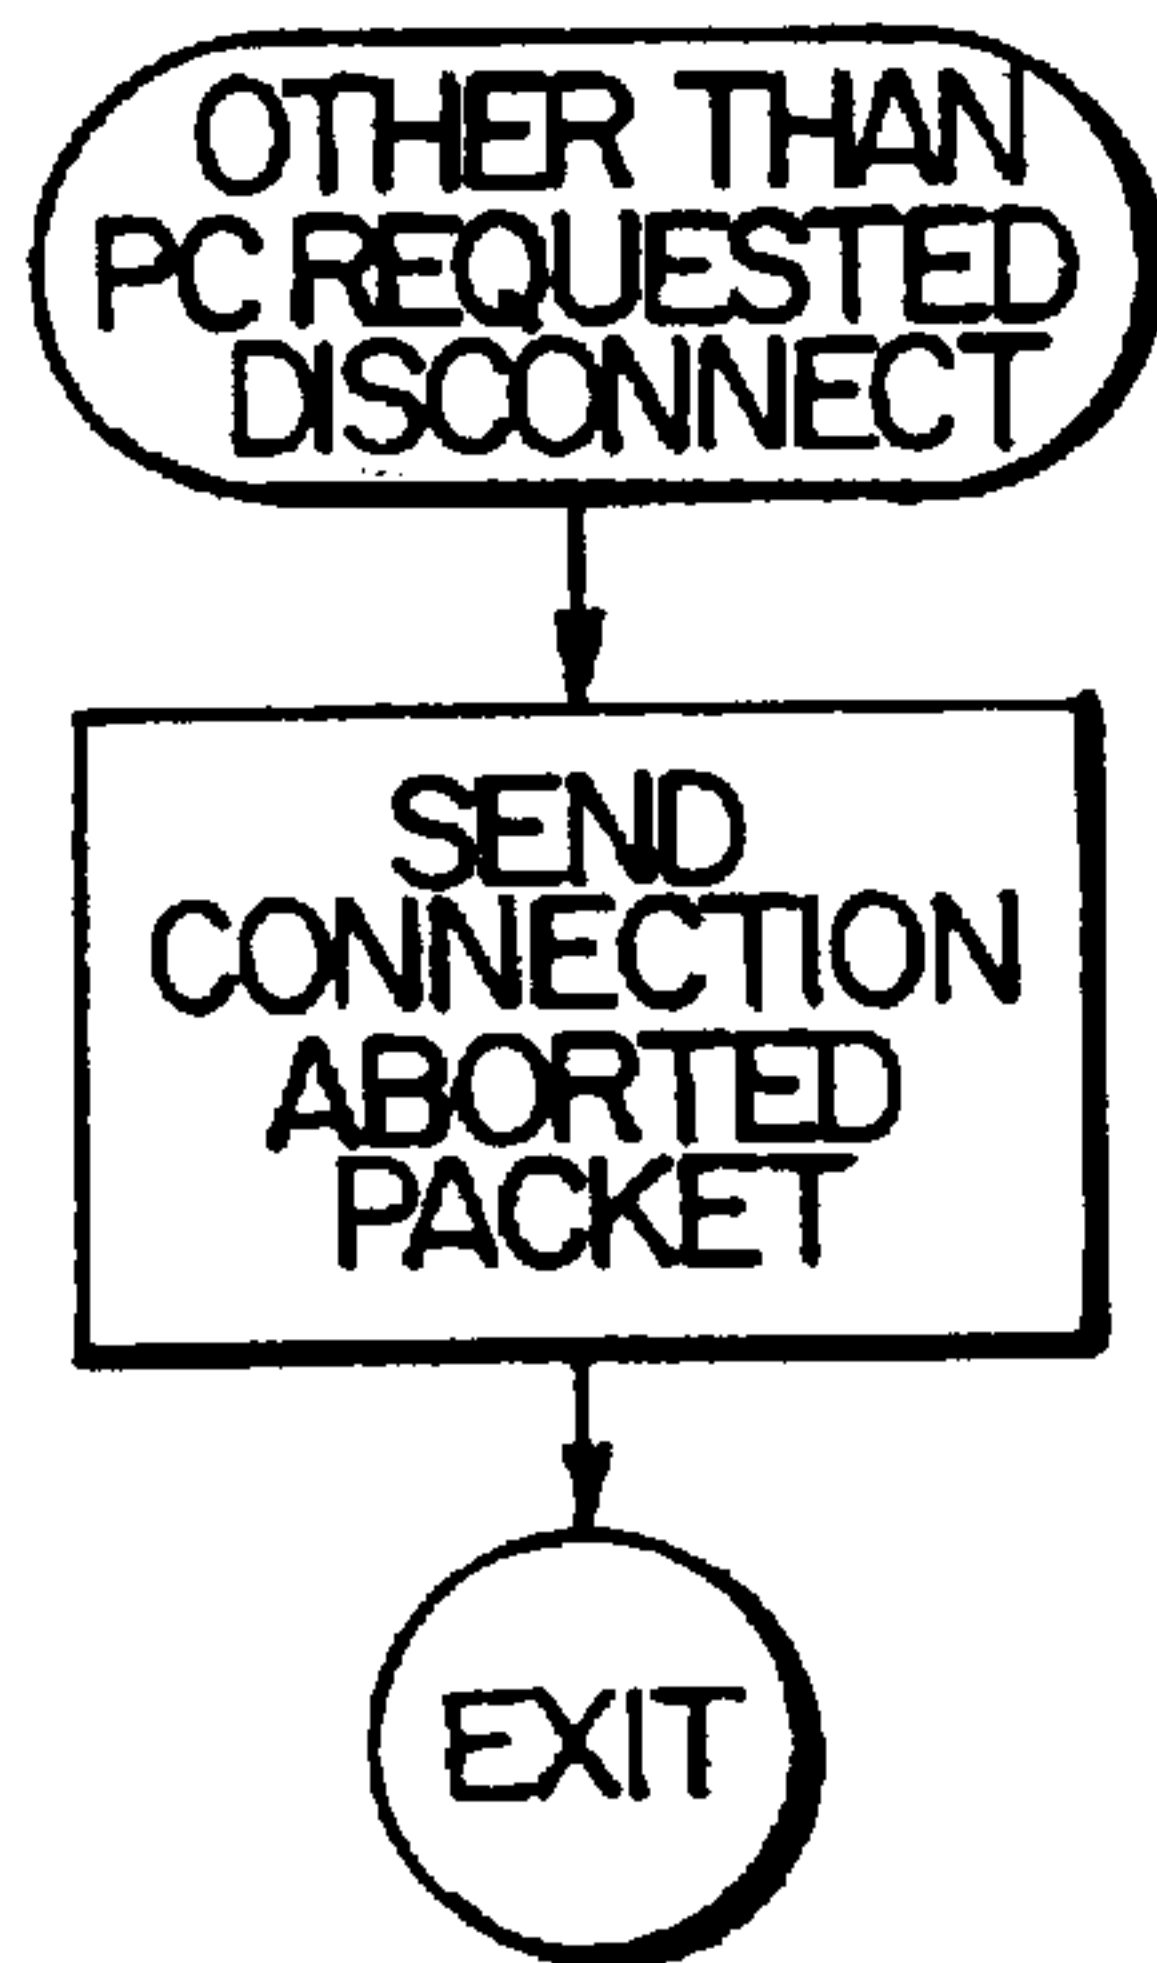 OTHER THAN
PC REQUESTED
DISCONNECT
SEND
CONNECTION
ABORTED
PACKET
EXIT